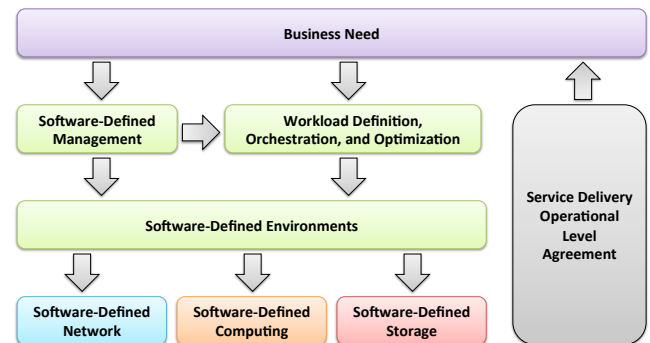 Business Need
Software-Defined
Management
Workload Definition,
Orchestration, and Optimization
Service Delivery
Operational
Level
Agreement
Software-Defined Environments
Software-Defined
Network
Software-Defined
Computing
Software-Defined
Storage